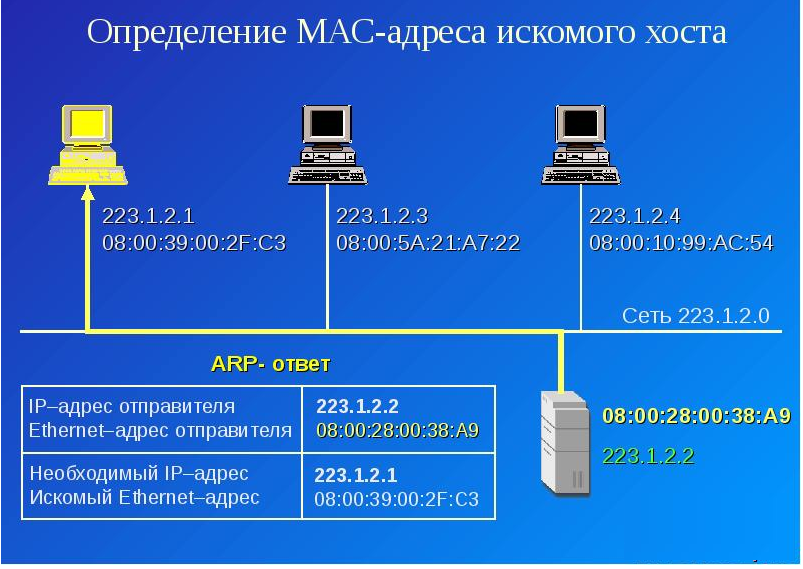 Определение MAC-адреса искомого хоста
223.1.2.1
08:00:39:00:2F:C3
223.1.2.3
08:00:5A:21:A7:22
223.1.2.4
08:00:10:99:AC:54
Сеть 223.1.2.0
ARP- ответ
IP–адрес отправителя
Ethernet–адрес отправителя
223.1.2.2
08:00:28:00:38:A9
Необходимый IP–адрес
Искомый Ethernet–адрес
223.1.2.1
08:00:39:00:2F:C3
08:00:28:00:38:A9
223.1.2.2